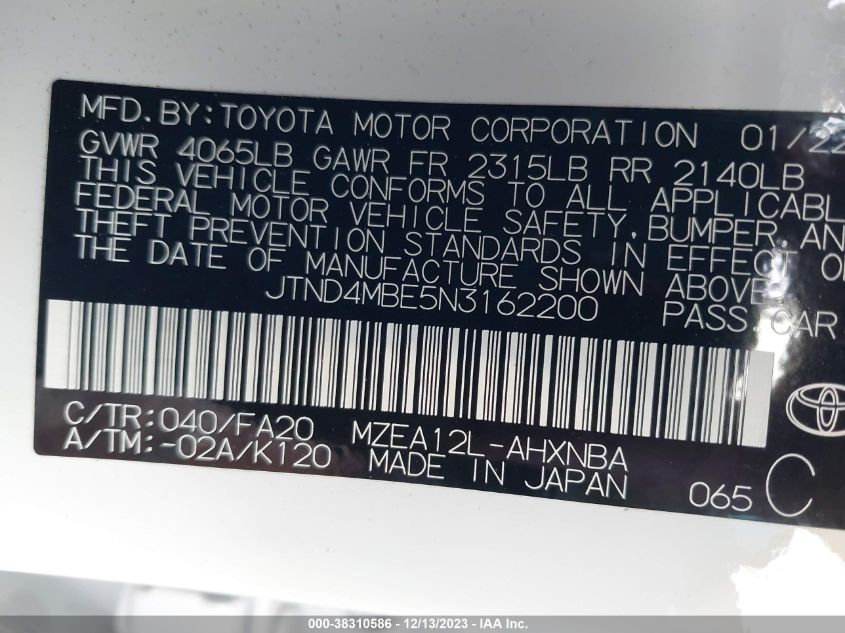 MFD. BY: TOYOTA MOTOR CORPORATION 01/22
GVWR 4065LB GAWR FR 2315LB RR 2140LB
THIS VEHICLE CONFORMS TO ALL APPLICABL
FEDERAL MOTOR VEHICLE SAFETY, BUMPER, AN
THEFT PREVENTION STANDARDS IN EFFECT O
THE DATE OF MANUFACTURE SHOWN ABOVE.
JTND4MBE5N3162200 PASS.CAR
C/TR:040/FA20 MZEA12L-AHXNBA
A/TM:-02A/K120 MADE IN JAPAN
065 C
000-38310586 - 12/13/2023 - IAA Inc.